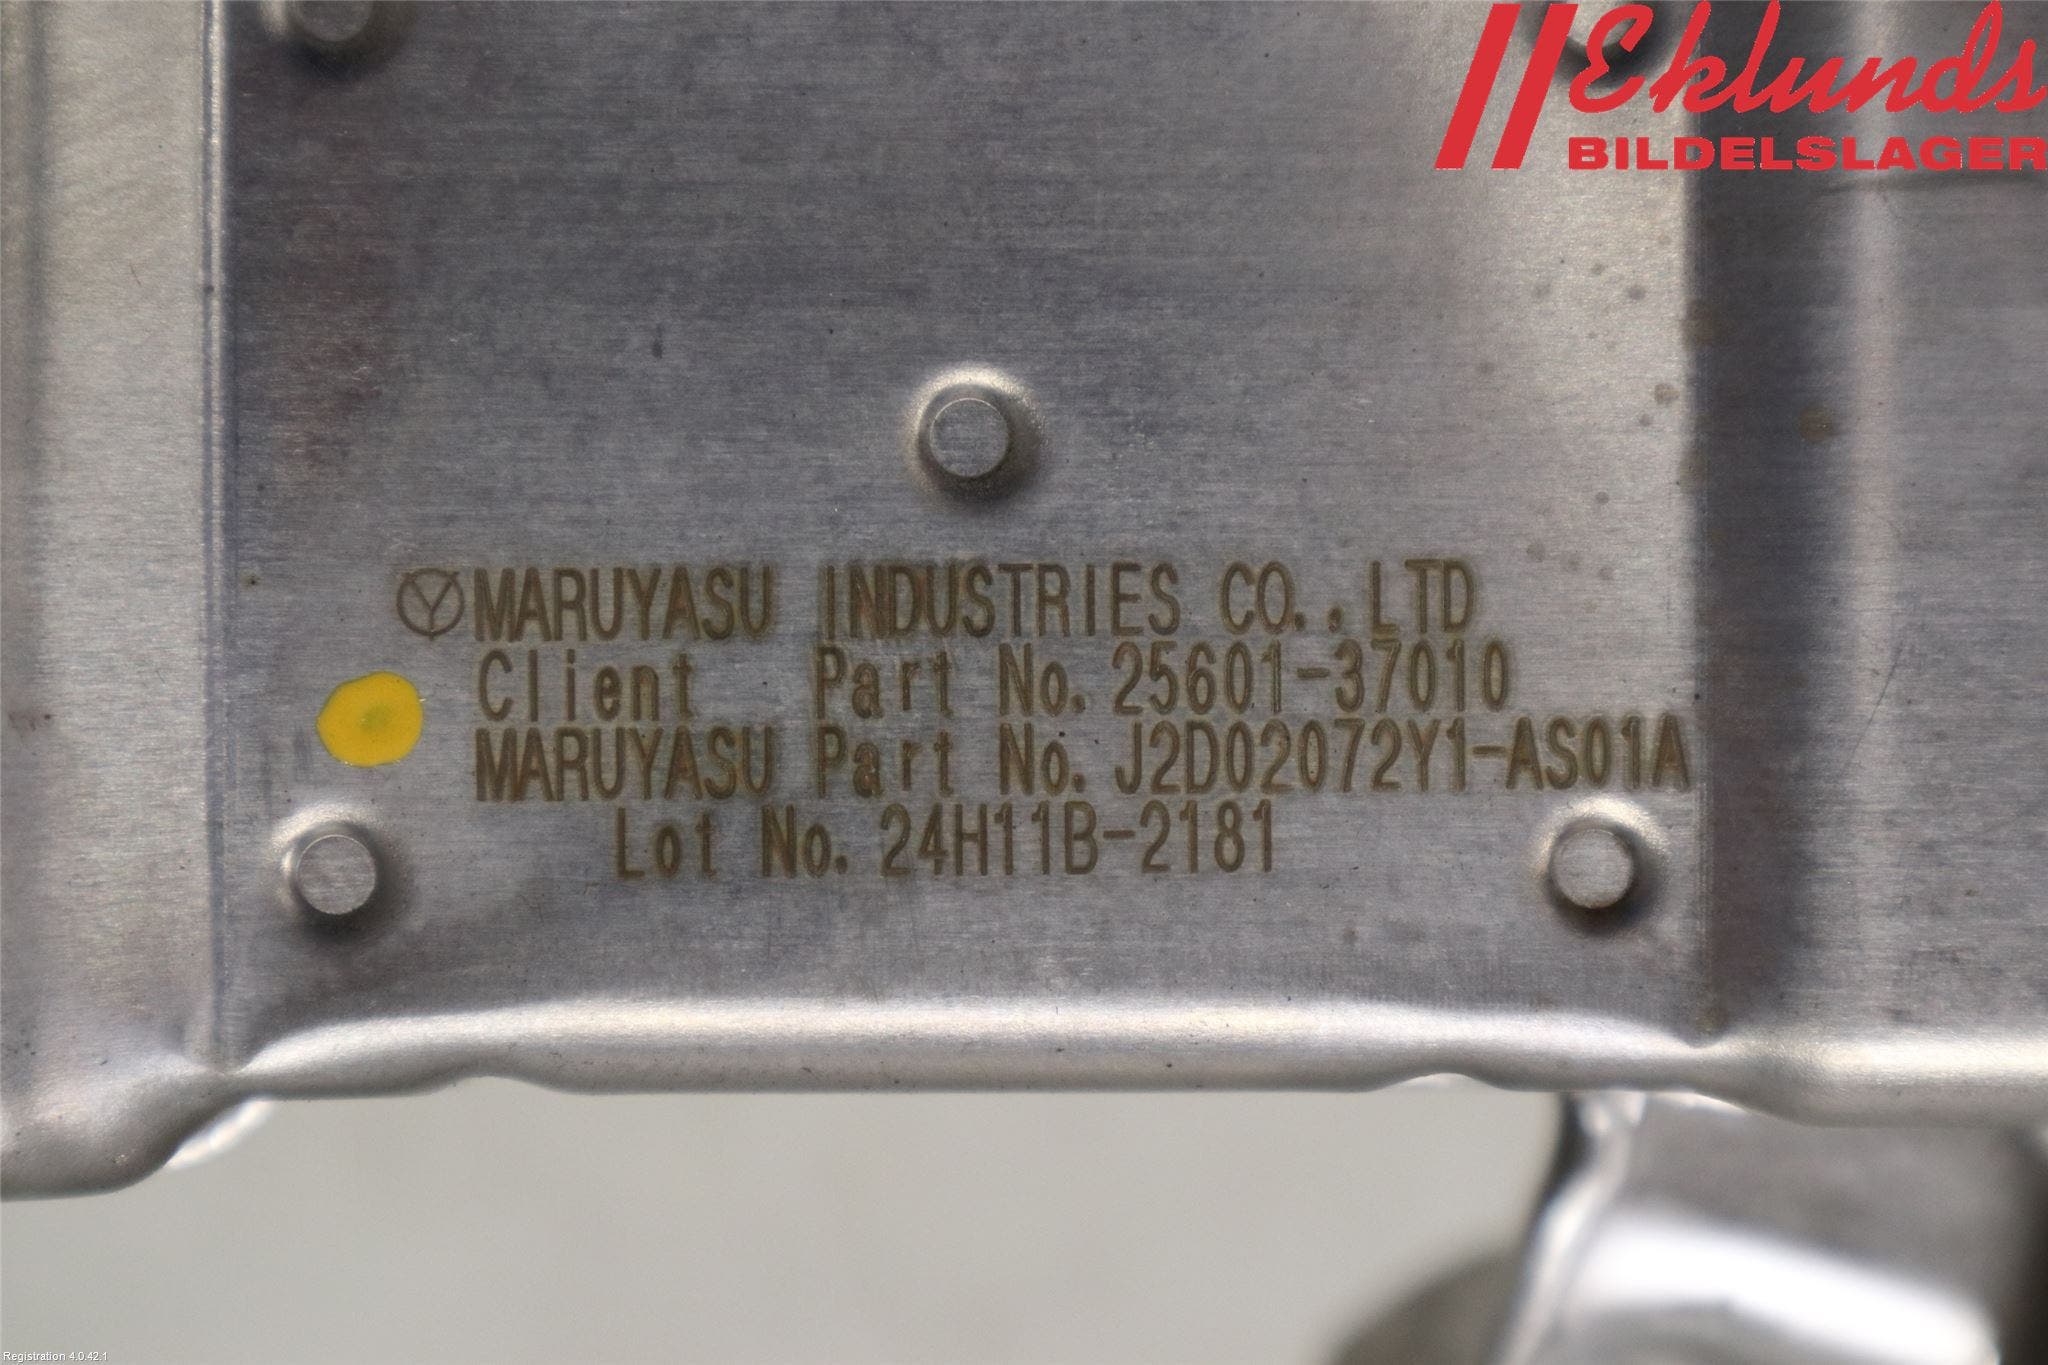 Eklunds
BILDELSLAGER
MARUYASU INDUSTRIES CO.,LTD
Client Part No. 25601-37010
MARUYASU Part No. J2D02072Y1-AS01A
Lot No. 24H11B-2181
Registration 4.0.42.1